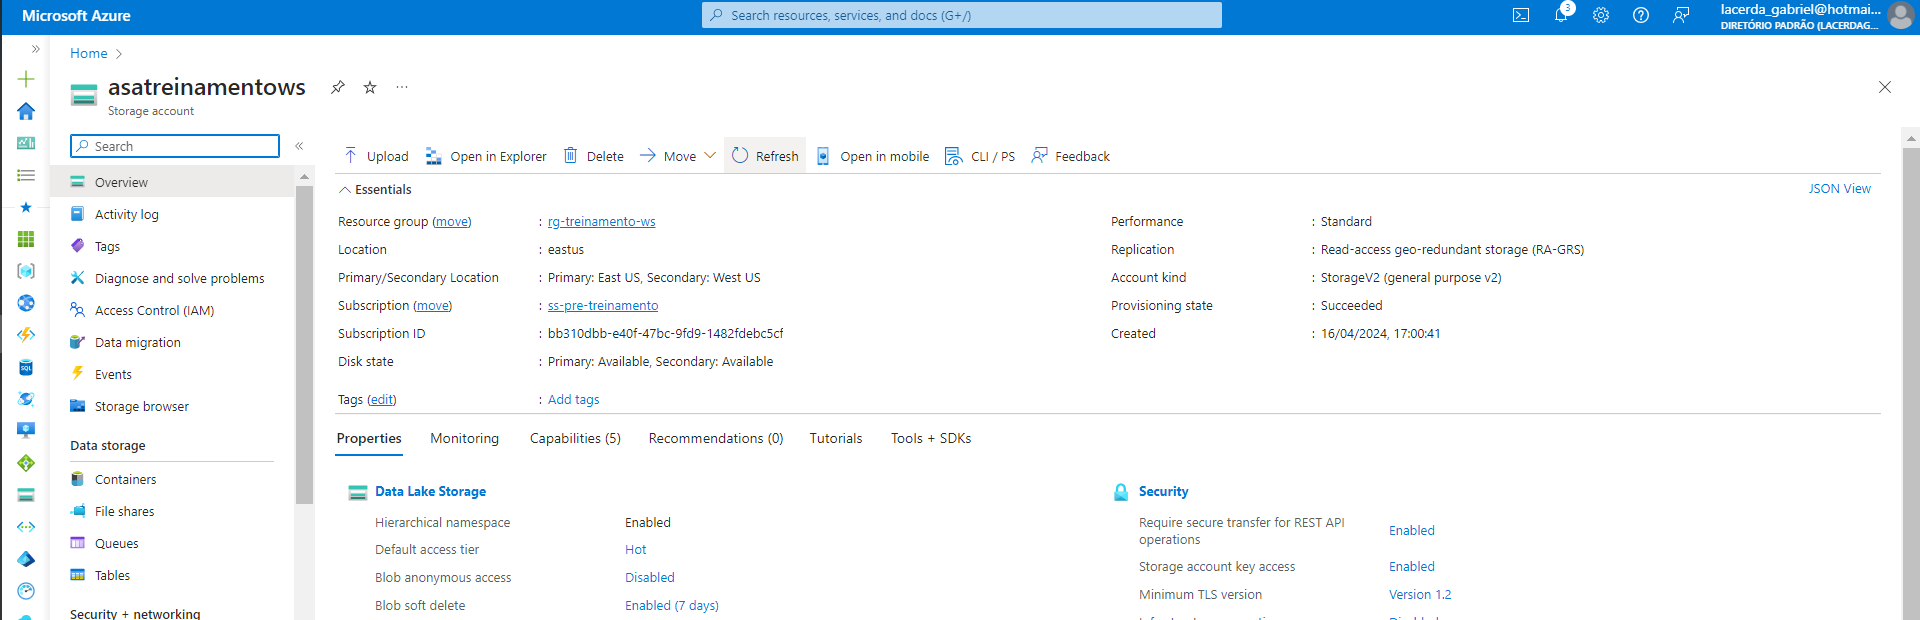 Microsoft Azure
Search resources, services, and docs (G+/)
3
lacerda_gabriel@hotmai...
DIRETÓRIO PADRÃO (LACERDAG...
Home
asatreinamentows
Storage account
Search
Overview
Activity log
Tags
Diagnose and solve problems
Access Control (IAM)
Data migration
Events
Storage browser
Data storage
Containers
File shares
Queues
Tables
Security + networking
Upload
Open in Explorer
Delete
Move
Refresh
Open in mobile
CLI / PS
Feedback
Essentials
JSON View
Resource group (move) : rg-treinamento-ws
Location : eastus
Primary/Secondary Location : Primary: East US, Secondary: West US
Subscription (move) : ss-pre-treinamento
Subscription ID : bb310dbb-e40f-47bc-9fd9-1482fdebc5cf
Disk state : Primary: Available, Secondary: Available
Tags (edit) : Add tags
Performance : Standard
Replication : Read-access geo-redundant storage (RA-GRS)
Account kind : StorageV2 (general purpose v2)
Provisioning state : Succeeded
Created : 16/04/2024, 17:00:41
Properties
Monitoring
Capabilities (5)
Recommendations (0)
Tutorials
Tools + SDKs
Data Lake Storage
Hierarchical namespace Enabled
Default access tier Hot
Blob anonymous access Disabled
Blob soft delete Enabled (7 days)
Security
Require secure transfer for REST API
operations Enabled
Storage account key access Enabled
Minimum TLS version Version 1.2